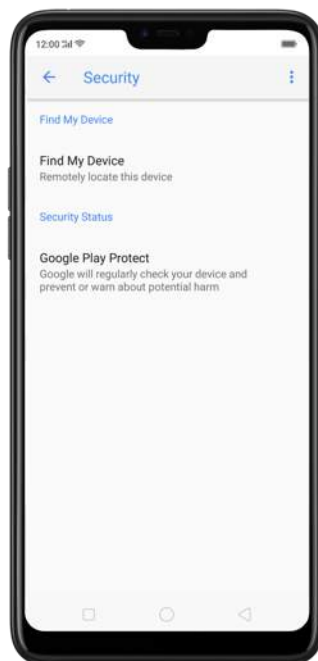 12:00
Security
Find My Device
Find My Device
Remotely locate this device
Security Status
Google Play Protect
Google will regularly check your device and
prevent or warn about potential harm